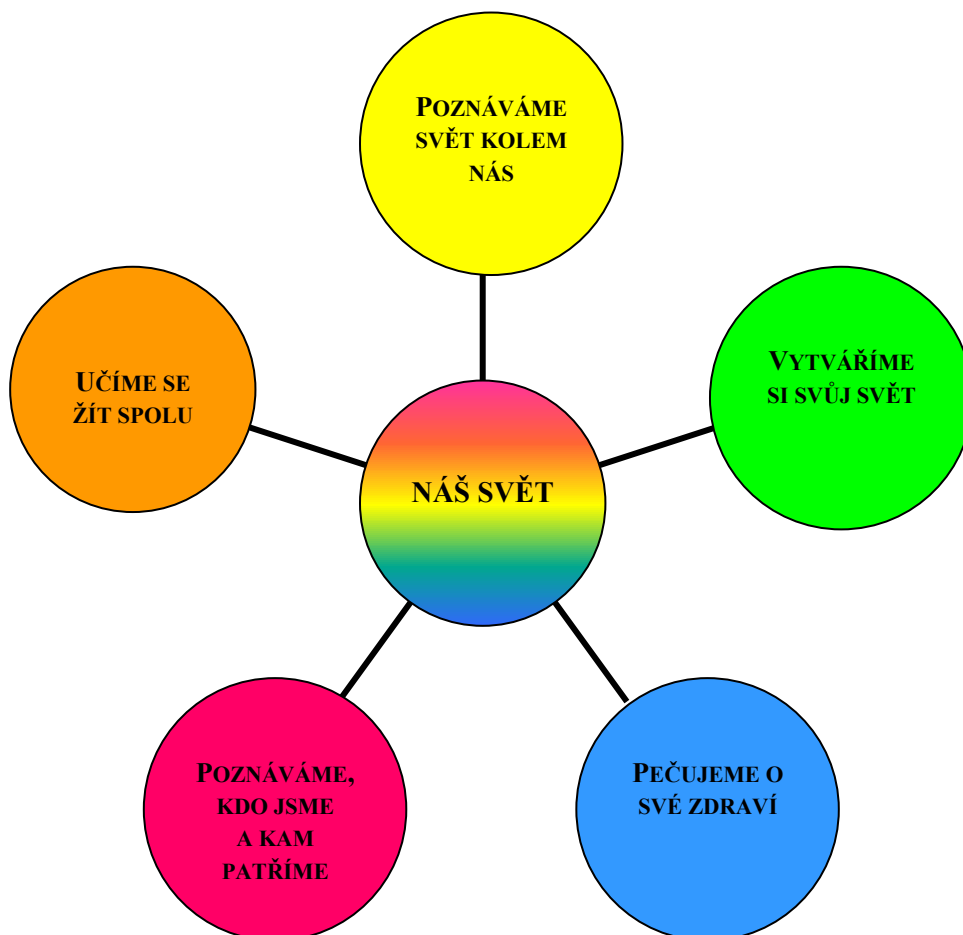 POZNÁVÁME
SVĚT KOLEM
NÁS
UČÍME SE
ŽÍT SPOLU
VYTVÁŘÍME
SI SVŮJ SVĚT
NÁŠ SVĚT
POZNÁVÁME,
KDO JSME
A KAM
PATŘÍME
PEČUJEME O
SVÉ ZDRAVÍ